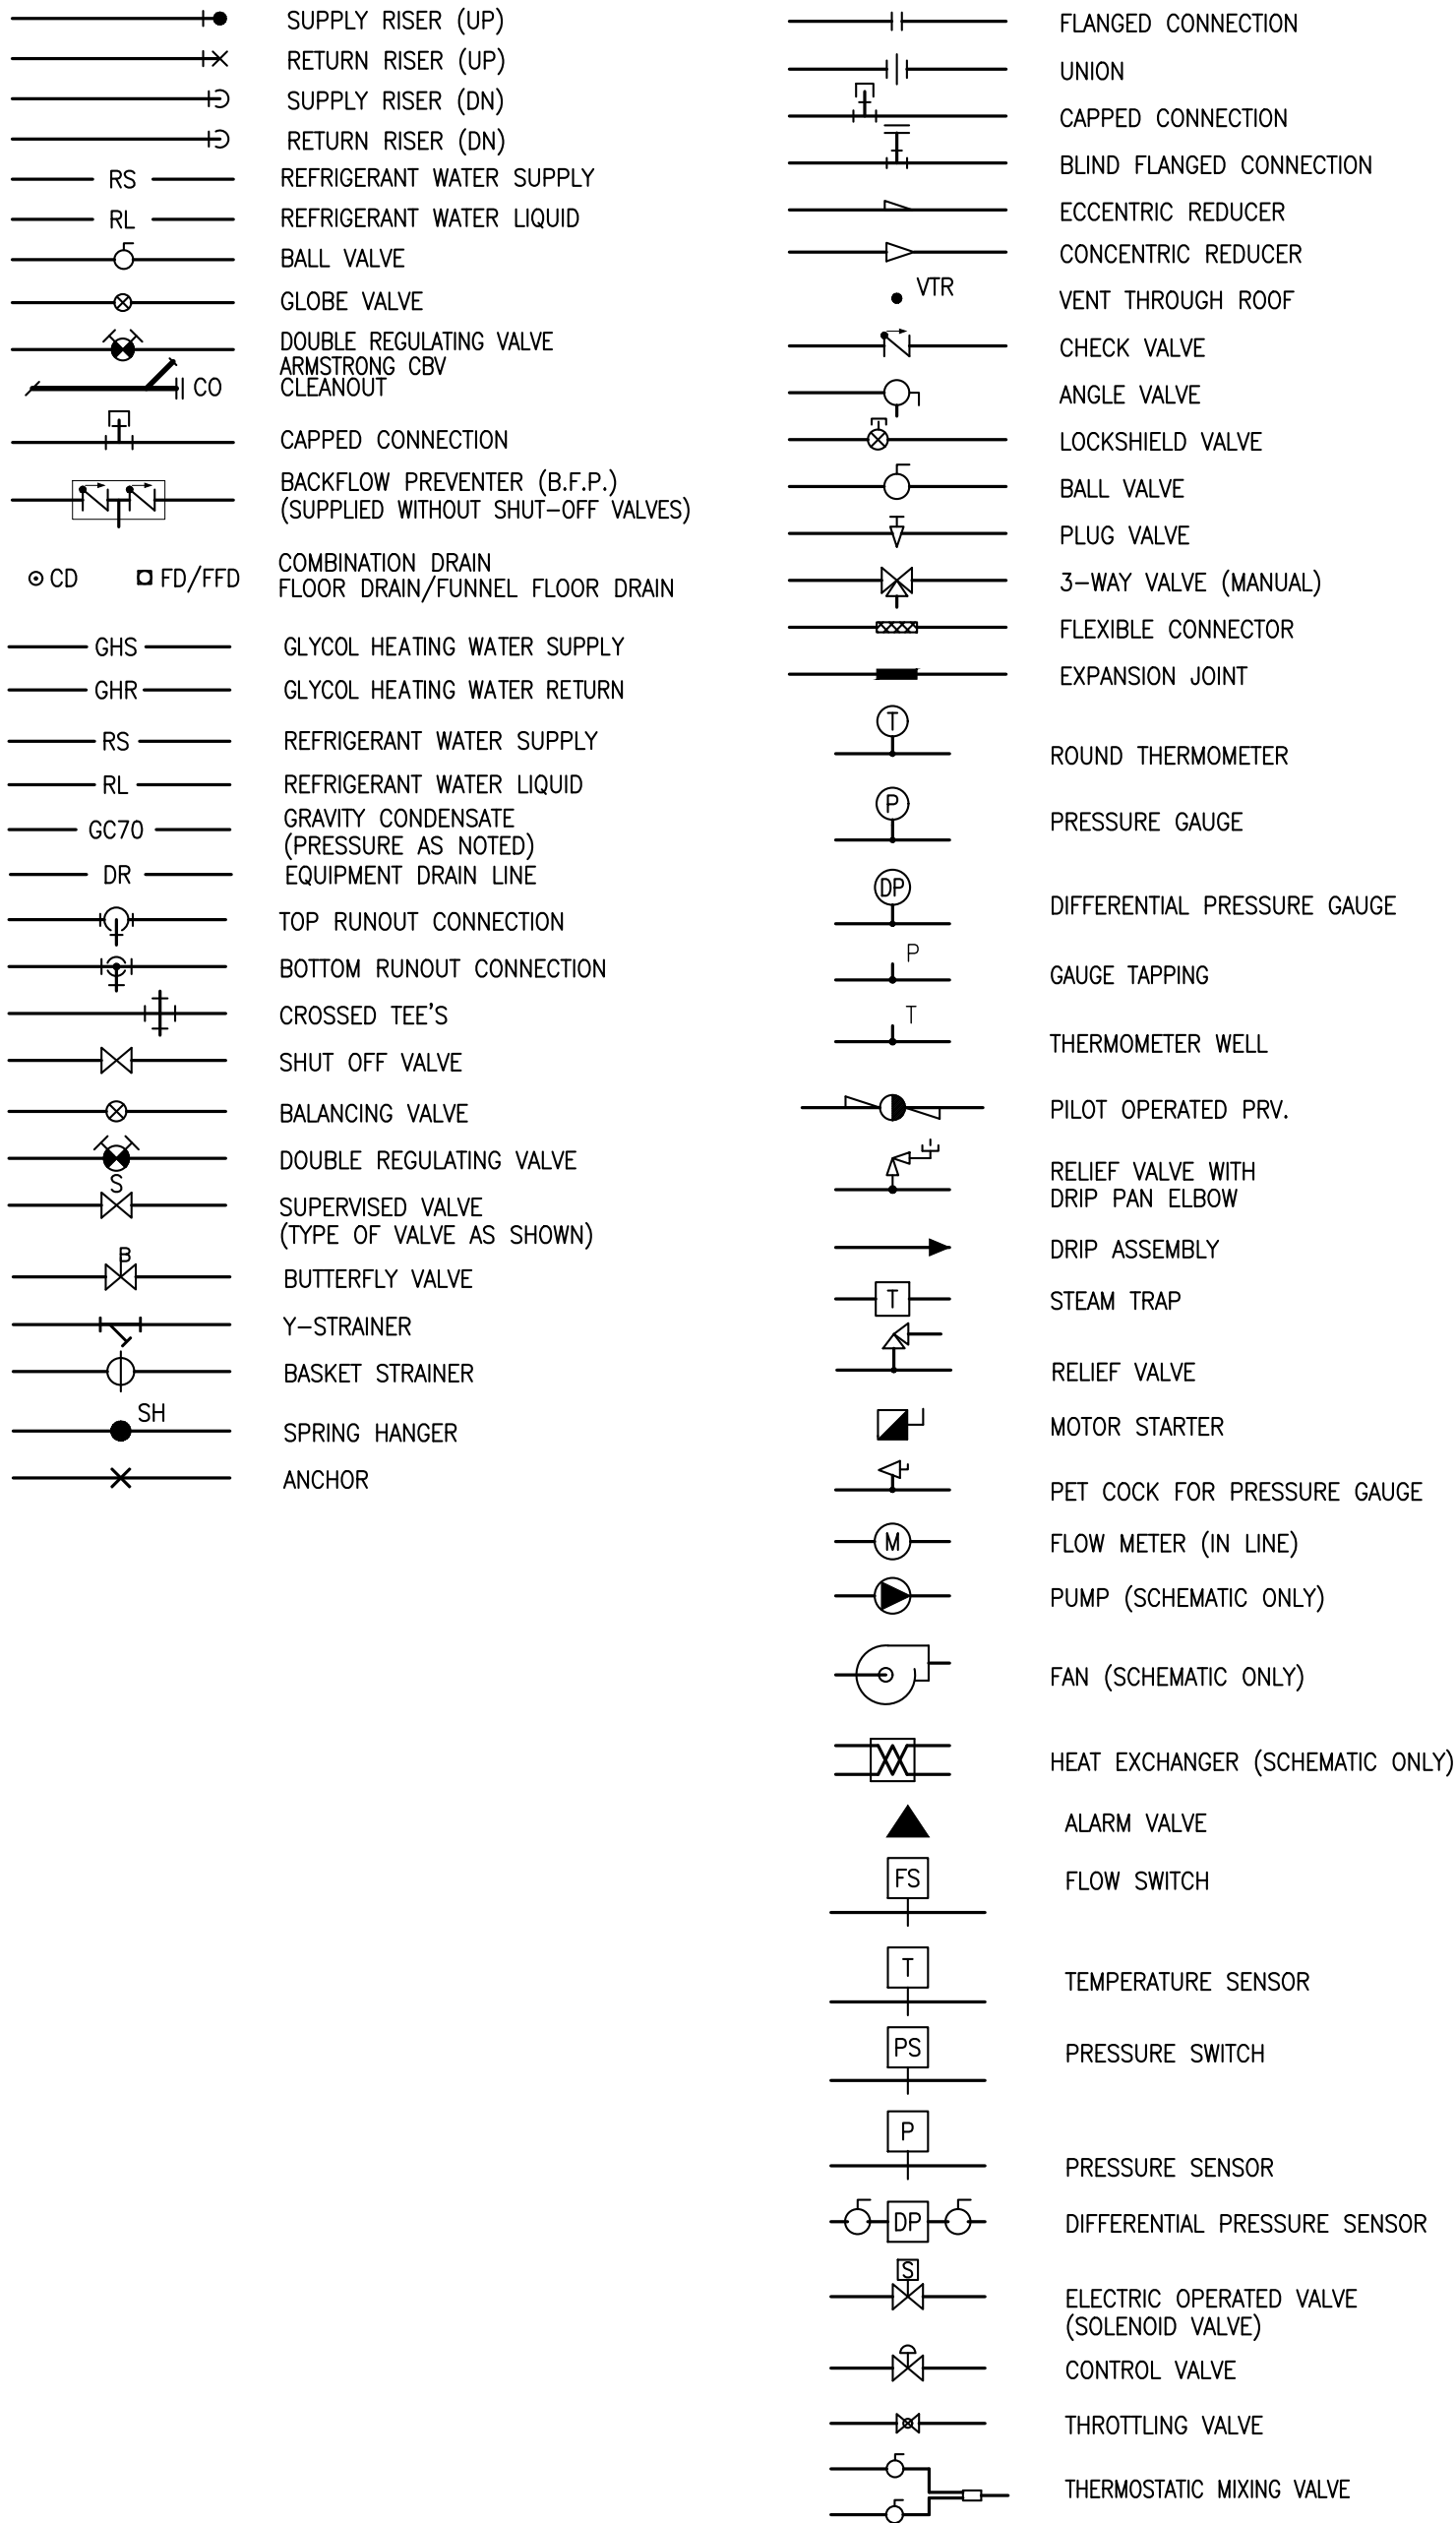 SUPPLY RISER (UP)
RETURN RISER (UP)
SUPPLY RISER (DN)
RETURN RISER (DN)
RS REFRIGERANT WATER SUPPLY
RL REFRIGERANT WATER LIQUID
BALL VALVE
GLOBE VALVE
DOUBLE REGULATING VALVE
ARMSTRONG CBV
CO CLEANOUT
CAPPED CONNECTION
BACKFLOW PREVENTER (B.F.P.)
(SUPPLIED WITHOUT SHUT-OFF VALVES)
COMBINATION DRAIN
CD FD/FFD FLOOR DRAIN/FUNNEL FLOOR DRAIN
GHS GLYCOL HEATING WATER SUPPLY
GHR GLYCOL HEATING WATER RETURN
RS REFRIGERANT WATER SUPPLY
RL REFRIGERANT WATER LIQUID
GC70 GRAVITY CONDENSATE
(PRESSURE AS NOTED)
DR EQUIPMENT DRAIN LINE
TOP RUNOUT CONNECTION
BOTTOM RUNOUT CONNECTION
CROSSED TEE'S
SHUT OFF VALVE
BALANCING VALVE
DOUBLE REGULATING VALVE
S SUPERVISED VALVE
(TYPE OF VALVE AS SHOWN)
B BUTTERFLY VALVE
Y-STRAINER
BASKET STRAINER
SH SPRING HANGER
ANCHOR
FLANGED CONNECTION
UNION
CAPPED CONNECTION
BLIND FLANGED CONNECTION
ECCENTRIC REDUCER
CONCENTRIC REDUCER
VTR VENT THROUGH ROOF
CHECK VALVE
ANGLE VALVE
LOCKSHIELD VALVE
BALL VALVE
PLUG VALVE
3-WAY VALVE (MANUAL)
FLEXIBLE CONNECTOR
EXPANSION JOINT
T ROUND THERMOMETER
P PRESSURE GAUGE
DP DIFFERENTIAL PRESSURE GAUGE
P GAUGE TAPPING
T THERMOMETER WELL
PILOT OPERATED PRV.
RELIEF VALVE WITH
DRIP PAN ELBOW
DRIP ASSEMBLY
T STEAM TRAP
RELIEF VALVE
MOTOR STARTER
PET COCK FOR PRESSURE GAUGE
M FLOW METER (IN LINE)
PUMP (SCHEMATIC ONLY)
FAN (SCHEMATIC ONLY)
HEAT EXCHANGER (SCHEMATIC ONLY)
ALARM VALVE
FS FLOW SWITCH
T TEMPERATURE SENSOR
PS PRESSURE SWITCH
P PRESSURE SENSOR
DP DIFFERENTIAL PRESSURE SENSOR
S ELECTRIC OPERATED VALVE
(SOLENOID VALVE)
CONTROL VALVE
THROTTLING VALVE
THERMOSTATIC MIXING VALVE